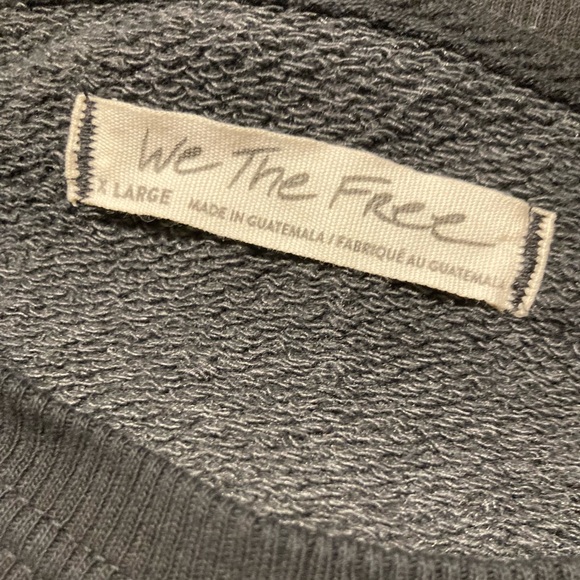 We The Free
X LARGE MADE IN GUATEMALA / FABRIQUÉ AU GUATEMALA